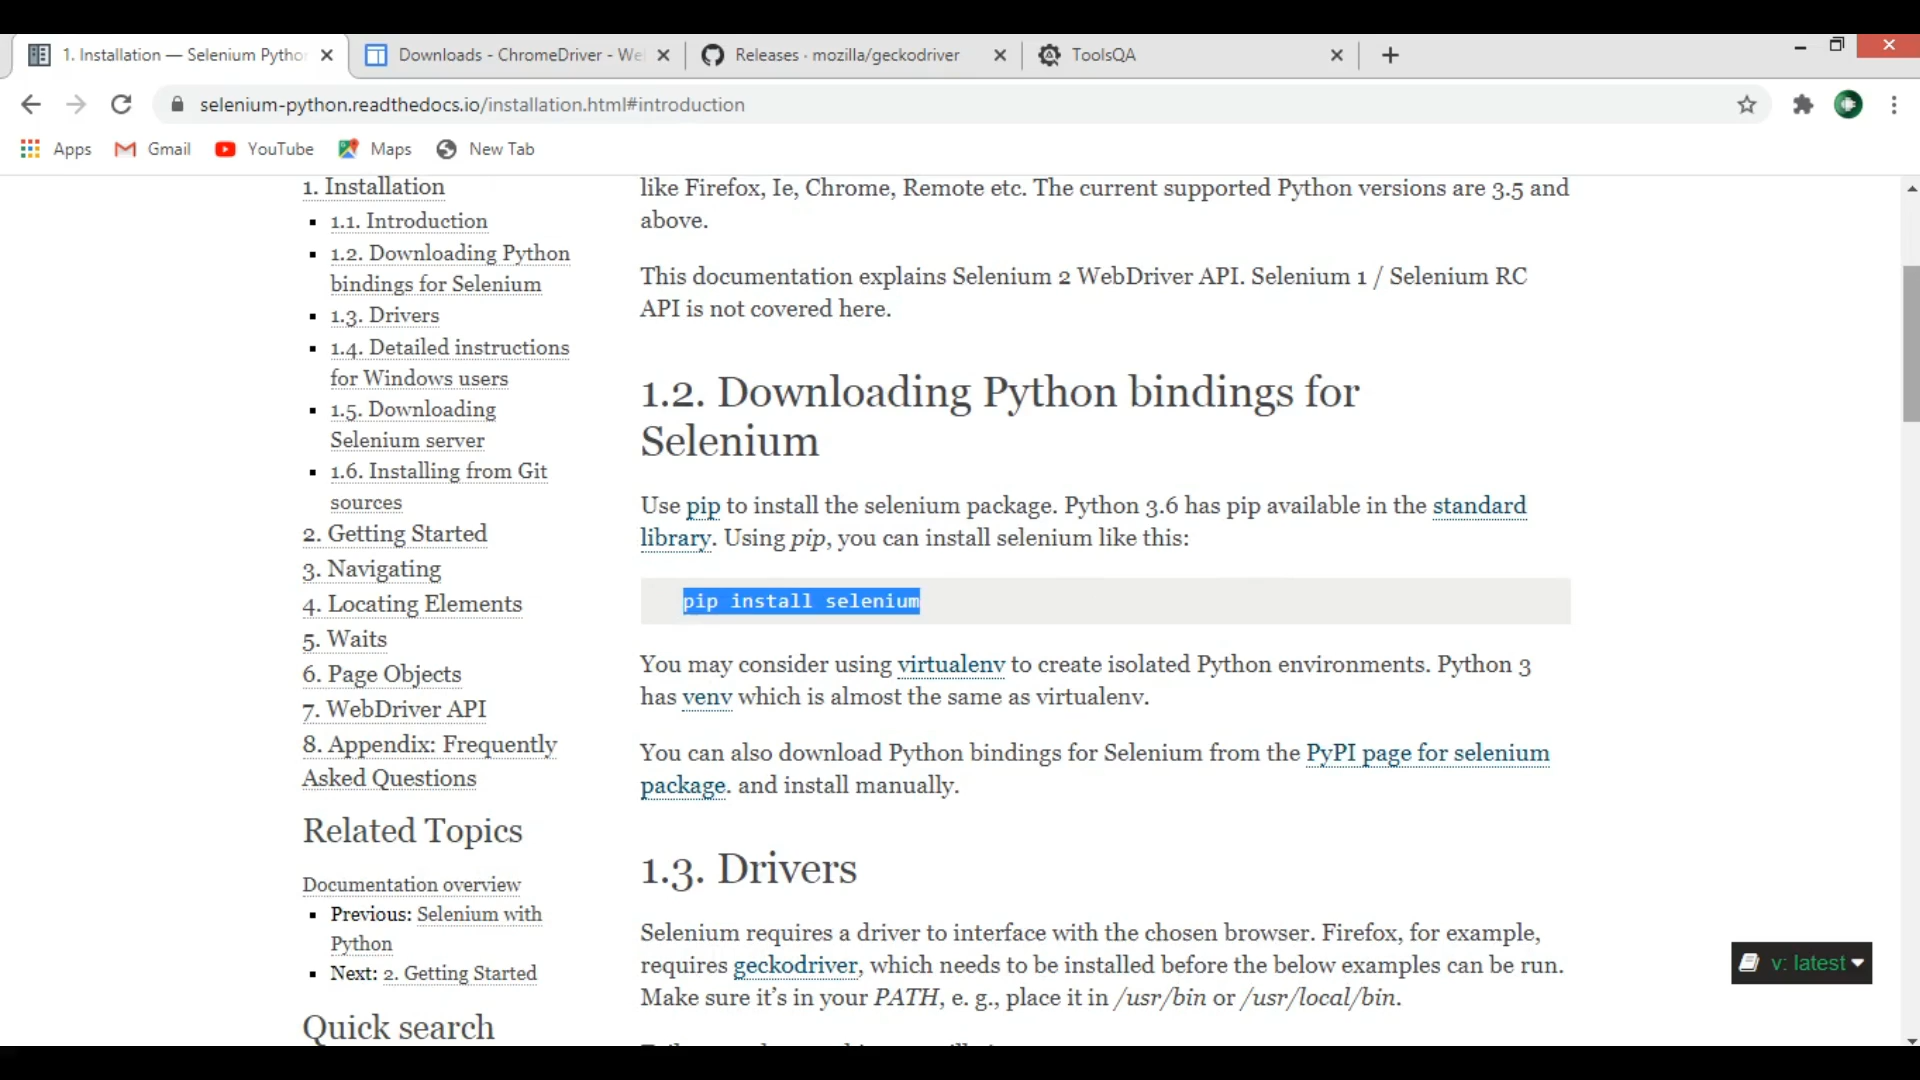 1. Installation — Selenium Pytho
Downloads - ChromeDriver - We
Releases · mozilla/geckodriver
ToolsQA
selenium-python.readthedocs.io/installation.html#introduction
Apps
Gmail
YouTube
Maps
New Tab
1. Installation
1.1. Introduction
1.2. Downloading Python
bindings for Selenium
1.3. Drivers
1.4. Detailed instructions
for Windows users
1.5. Downloading
Selenium server
1.6. Installing from Git
sources
2. Getting Started
3. Navigating
4. Locating Elements
5. Waits
6. Page Objects
7. WebDriver API
8. Appendix: Frequently
Asked Questions
Related Topics
Documentation overview
Previous: Selenium with
Python
Next: 2. Getting Started
Quick search
like Firefox, Ie, Chrome, Remote etc. The current supported Python versions are 3.5 and
above.
This documentation explains Selenium 2 WebDriver API. Selenium 1 / Selenium RC
API is not covered here.
1.2. Downloading Python bindings for
Selenium
Use pip to install the selenium package. Python 3.6 has pip available in the standard
library. Using pip, you can install selenium like this:
pip install selenium
You may consider using virtualenv to create isolated Python environments. Python 3
has venv which is almost the same as virtualenv.
You can also download Python bindings for Selenium from the PyPI page for selenium
package. and install manually.
1.3. Drivers
Selenium requires a driver to interface with the chosen browser. Firefox, for example,
requires geckodriver, which needs to be installed before the below examples can be run.
Make sure it’s in your PATH, e. g., place it in /usr/bin or /usr/local/bin.
v: latest